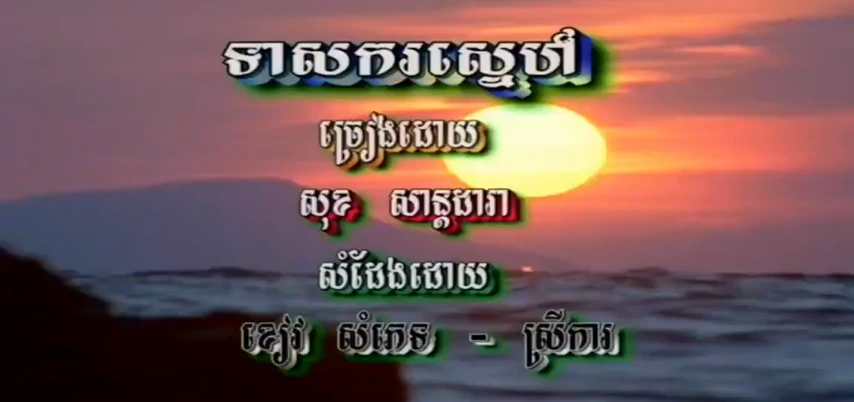 ទាសករស្នេហ៍
ច្រៀងដោយ
សុខ សាន្តដារា
សំដែងដោយ
ខៀវ សំភេទ - ស្រីការ